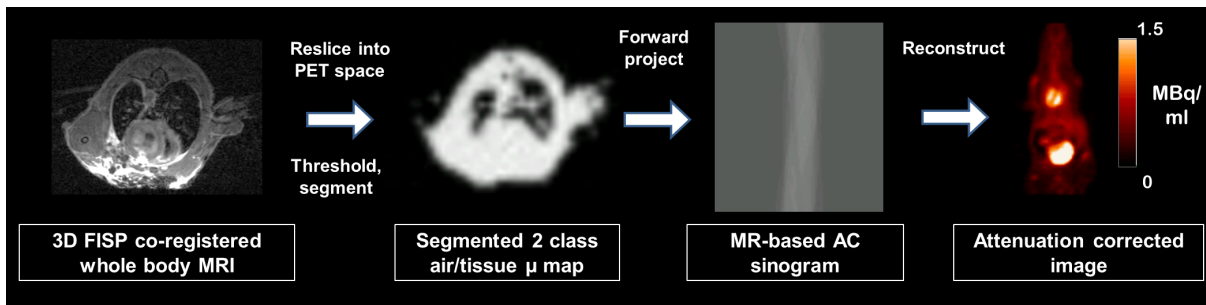 Reslice into
PET space
Threshold,
segment
Forward
project
Reconstruct
1.5
MBq/
ml
0
3D FISP co-registered
whole body MRI
Segmented 2 class
air/tissue μ map
MR-based AC
sinogram
Attenuation corrected
image